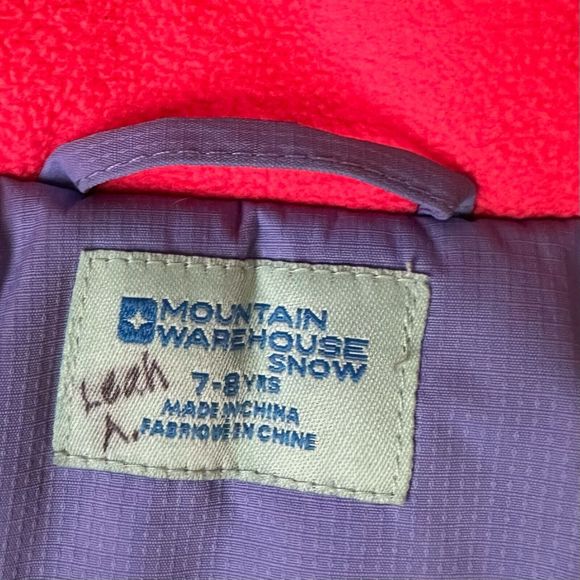 MOUNTAIN
WAREHOUSE
SNOW
7-8 YRS
MADE IN CHINA
FABRIQUÉ EN CHINE
Leah
A.